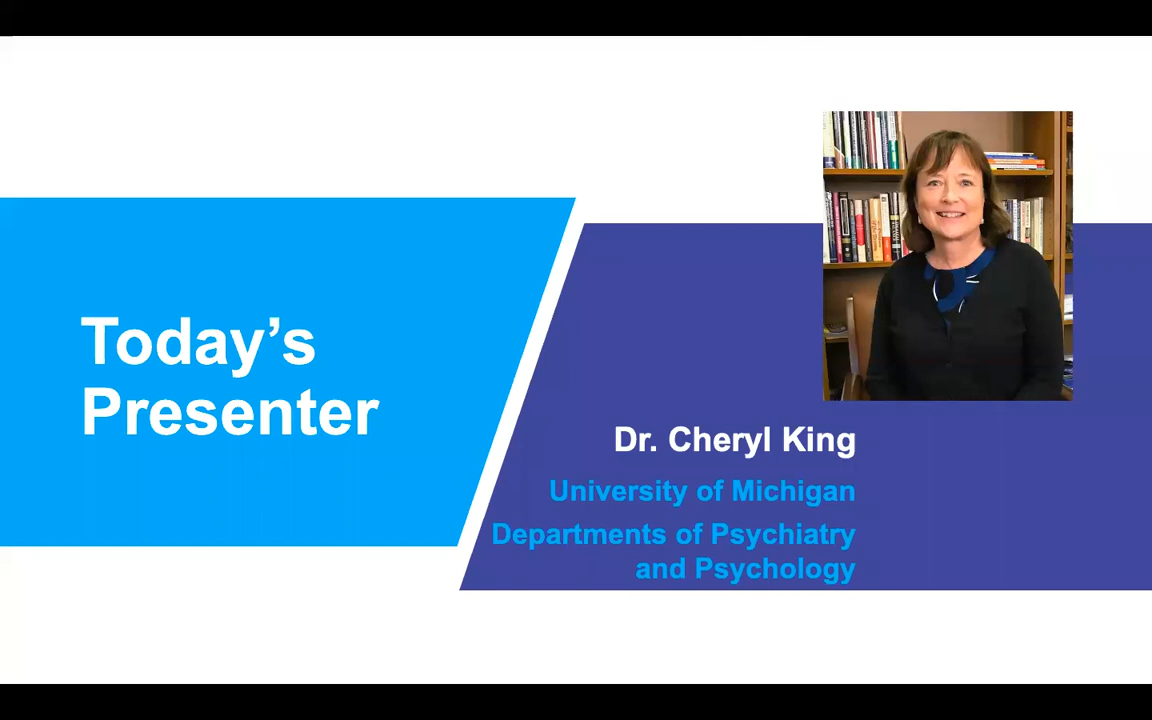 Today’s
Presenter
Dr. Cheryl King
University of Michigan
Departments of Psychiatry
and Psychology